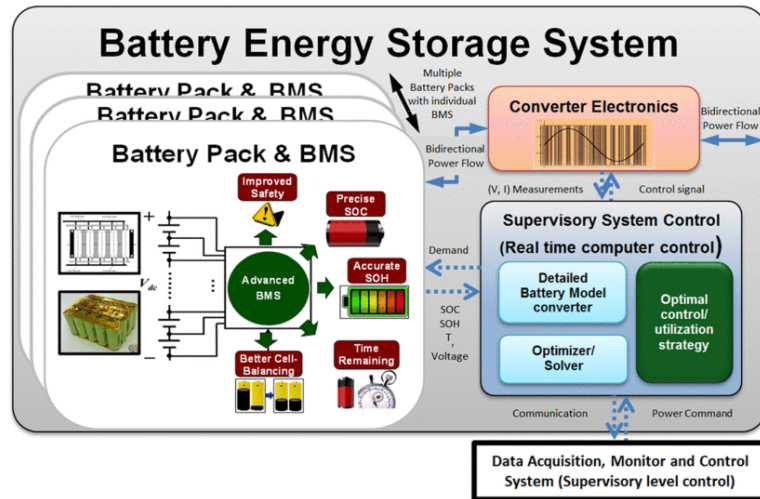 Battery Energy Storage System
Battery Pack & BMS
Battery Pack & BMS
Battery Pack & BMS
Multiple
Battery Packs
with individual
BMS
Bidirectional
Power Flow
Converter Electronics
Bidirectional
Power Flow
(V, I) Measurements
Control signal
Improved
Safety
Precise
SOC
Accurate
SOH
Advanced
BMS
+
Vdc
−
Better Cell-
Balancing
Time
Remaining
Demand
SOC
SOH
T,
Voltage
Supervisory System Control
(Real time computer control)
Detailed
Battery Model
converter
Optimizer/
Solver
Optimal
control/
utilization
strategy
Communication
Power Command
Data Acquisition, Monitor and Control
System (Supervisory level control)